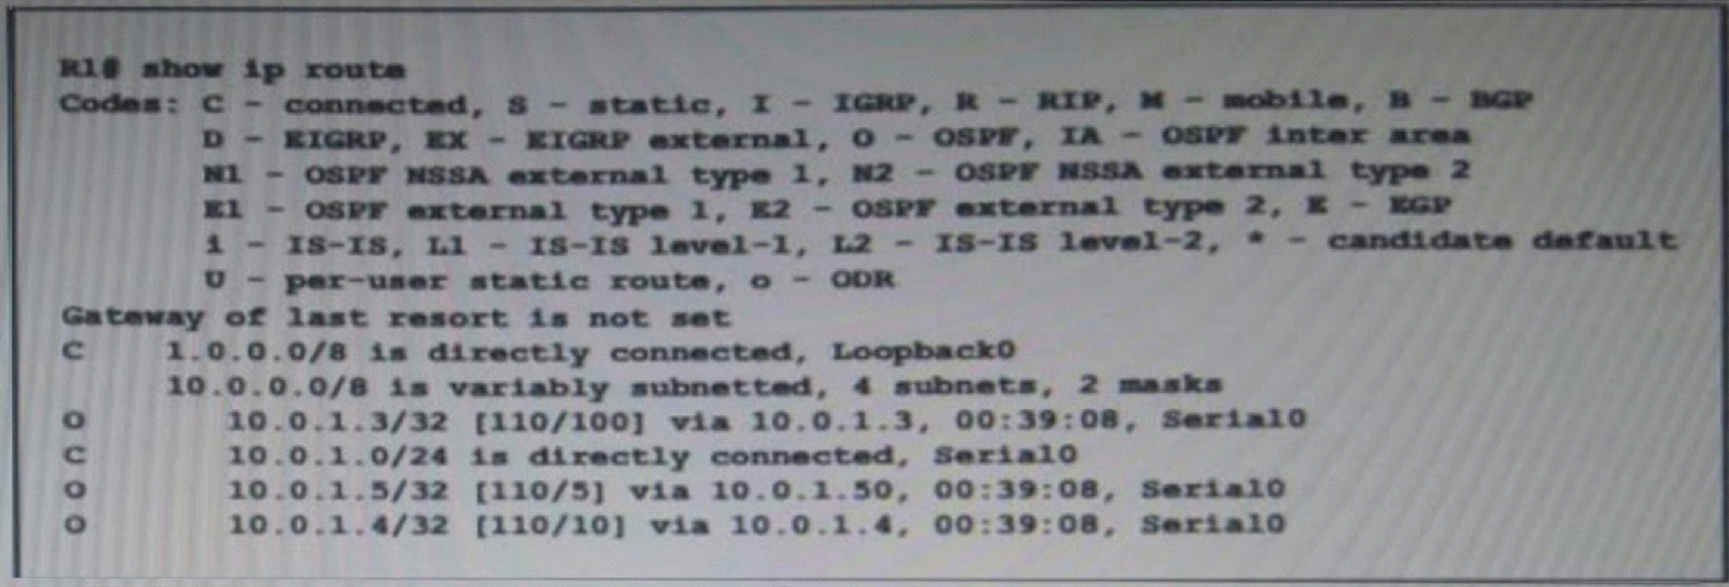 R1# show ip route
Codes: C - connected, S - static, I - IGRP, R - RIP, M - mobile, B - BGP
D - EIGRP, EX - EIGRP external, O - OSPF, IA - OSPF inter area
N1 - OSPF NSSA external type 1, N2 - OSPF NSSA external type 2
E1 - OSPF external type 1, E2 - OSPF external type 2, E - EGP
i - IS-IS, L1 - IS-IS level-1, L2 - IS-IS level-2, * - candidate default
U - per-user static route, o - ODR
Gateway of last resort is not set
C 1.0.0.0/8 is directly connected, Loopback0
10.0.0.0/8 is variably subnetted, 4 subnets, 2 masks
O 10.0.1.3/32 [110/100] via 10.0.1.3, 00:39:08, Serial0
C 10.0.1.0/24 is directly connected, Serial0
O 10.0.1.5/32 [110/5] via 10.0.1.50, 00:39:08, Serial0
O 10.0.1.4/32 [110/10] via 10.0.1.4, 00:39:08, Serial0